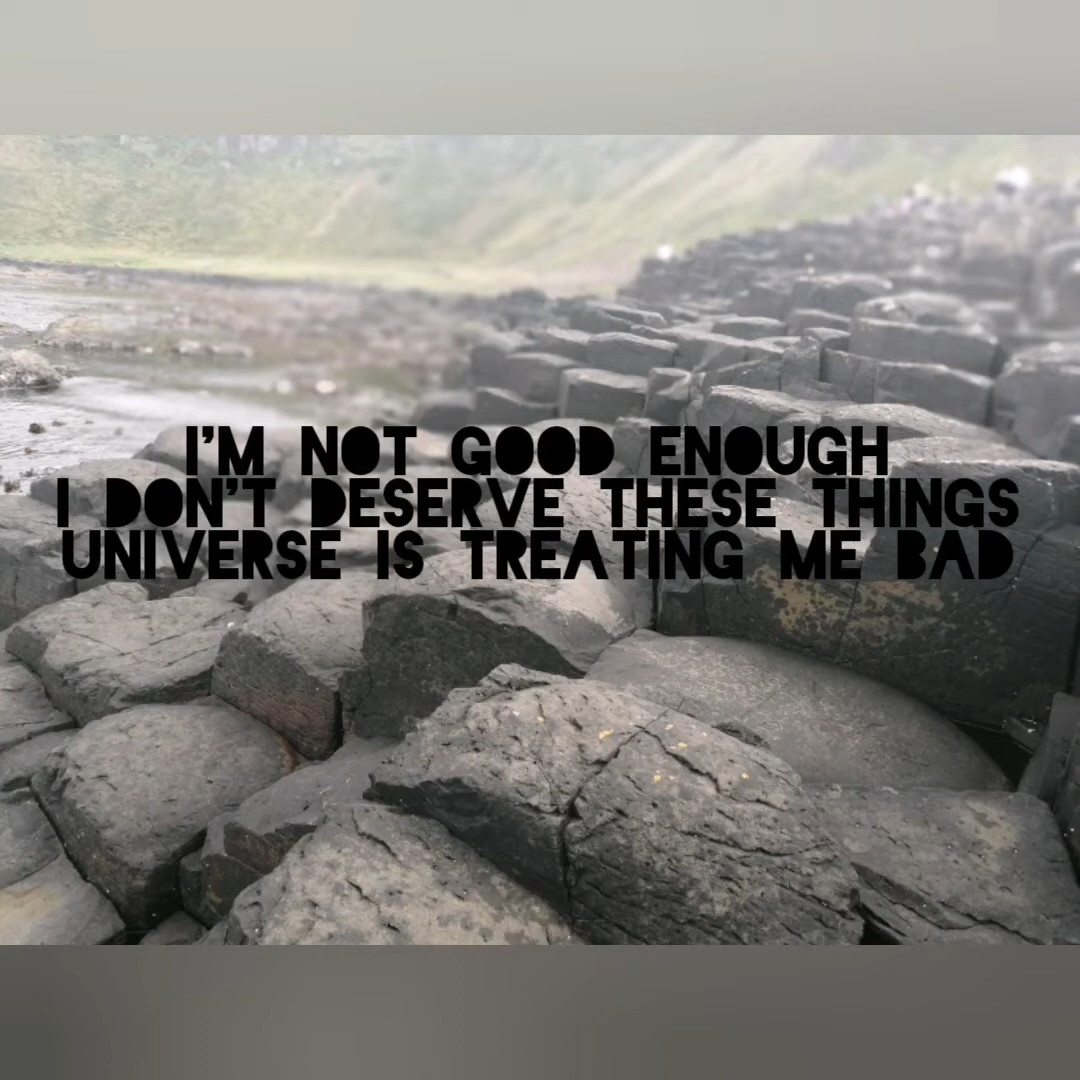 I'M NOT GOOD ENOUGH
I DON'T DESERVE THESE THINGS
UNIVERSE IS TREATING ME BAD